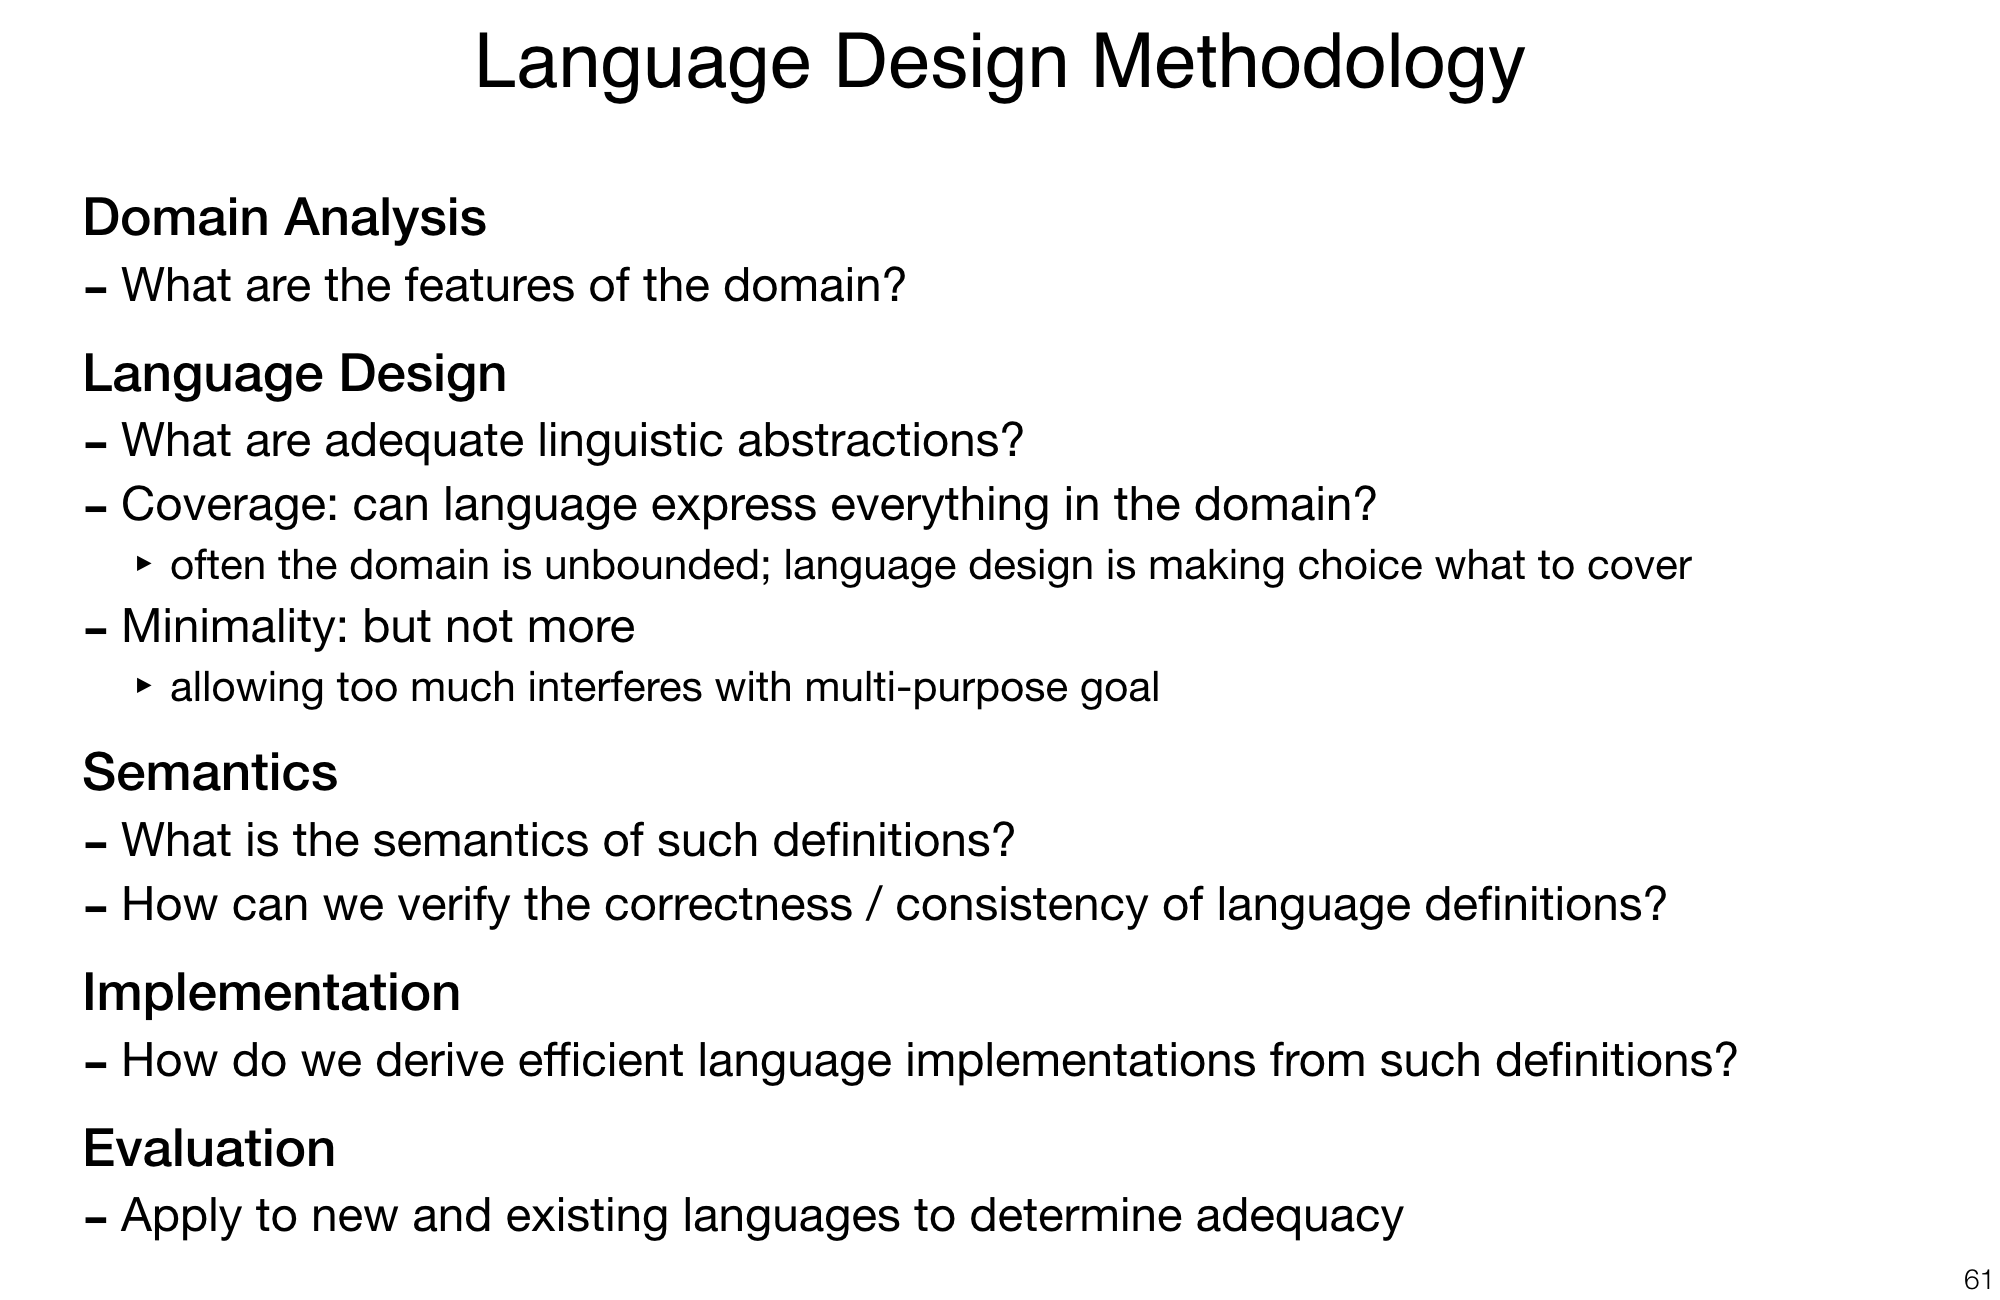 Language Design Methodology
Domain Analysis
- What are the features of the domain?
Language Design
- What are adequate linguistic abstractions?
- Coverage: can language express everything in the domain?
‣ often the domain is unbounded; language design is making choice what to cover
- Minimality: but not more
‣ allowing too much interferes with multi-purpose goal
Semantics
- What is the semantics of such definitions?
- How can we verify the correctness / consistency of language definitions?
Implementation
- How do we derive efficient language implementations from such definitions?
Evaluation
- Apply to new and existing languages to determine adequacy
61